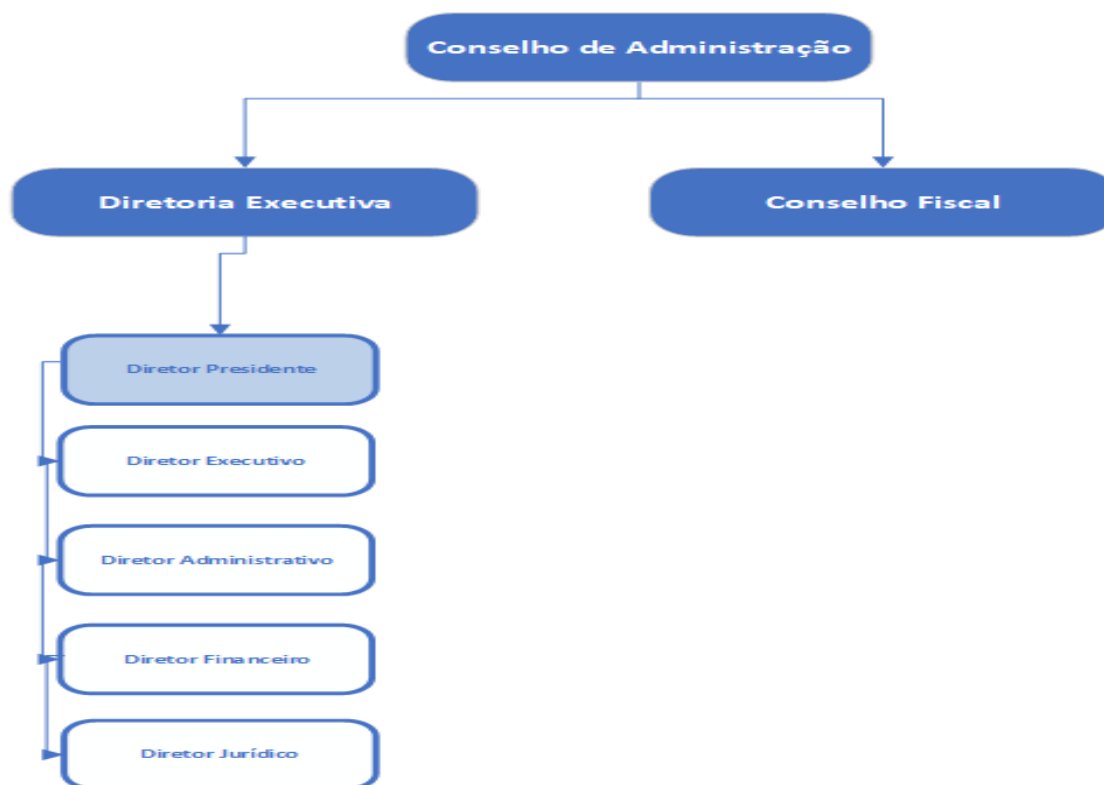 Conselho de Administração
Diretoria Executiva
Conselho Fiscal
Diretor Presidente
Diretor Executivo
Diretor Administrativo
Diretor Financeiro
Diretor Jurídico